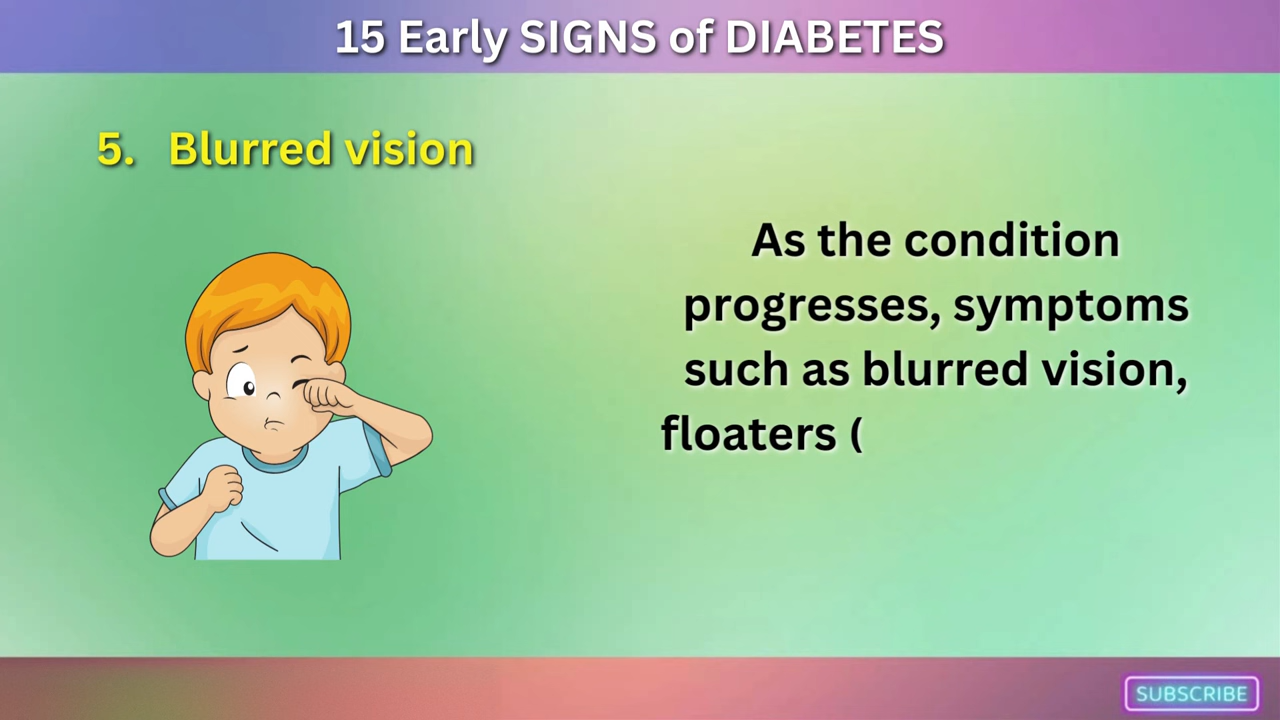 15 Early SIGNS of DIABETES
5. Blurred vision
As the condition
progresses, symptoms
such as blurred vision,
floaters (
SUBSCRIBE